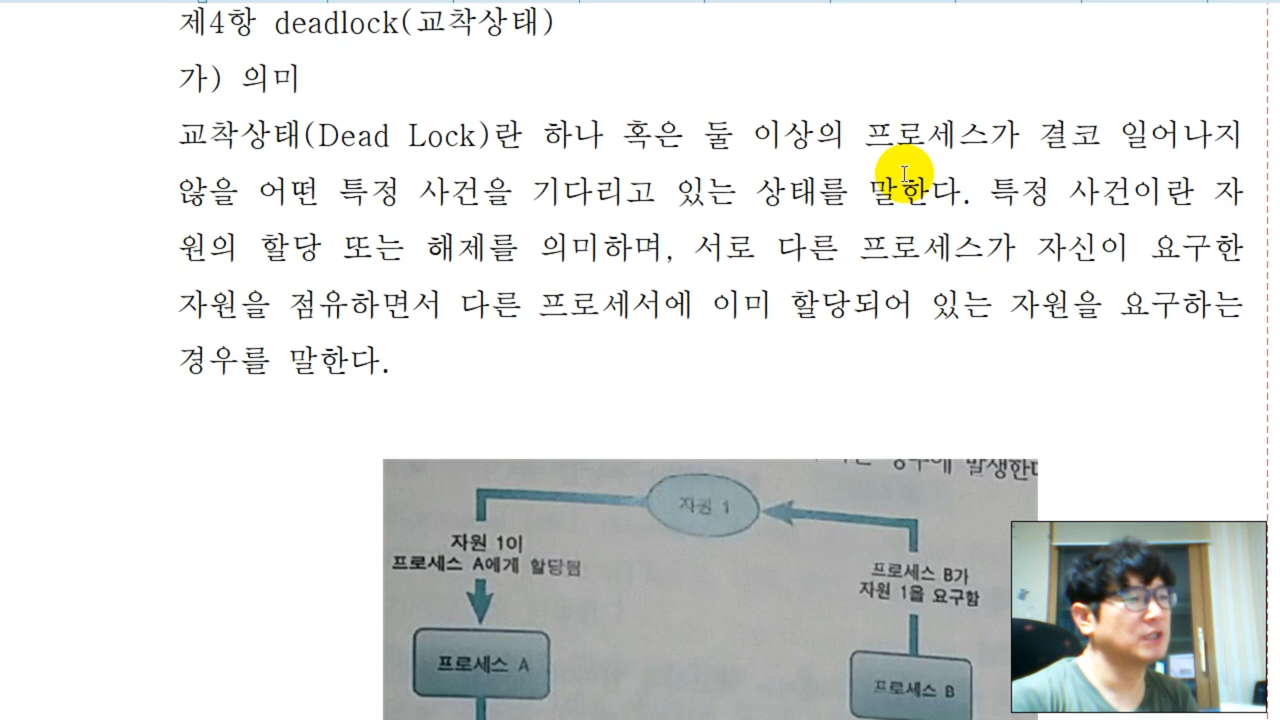 제4항 deadlock(교착상태)
가) 의미
교착상태(Dead Lock)란 하나 혹은 둘 이상의 프로세스가 결코 일어나지
않을 어떤 특정 사건을 기다리고 있는 상태를 말한다. 특정 사건이란 자
원의 할당 또는 해제를 의미하며, 서로 다른 프로세스가 자신이 요구한
자원을 점유하면서 다른 프로세서에 이미 할당되어 있는 자원을 요구하는
경우를 말한다.
경우에 발생한다
자원 1
자원 1이
프로세스 A에게 할당됨
프로세스 B가
자원 1을 요구함
프로세스 A
프로세스 B